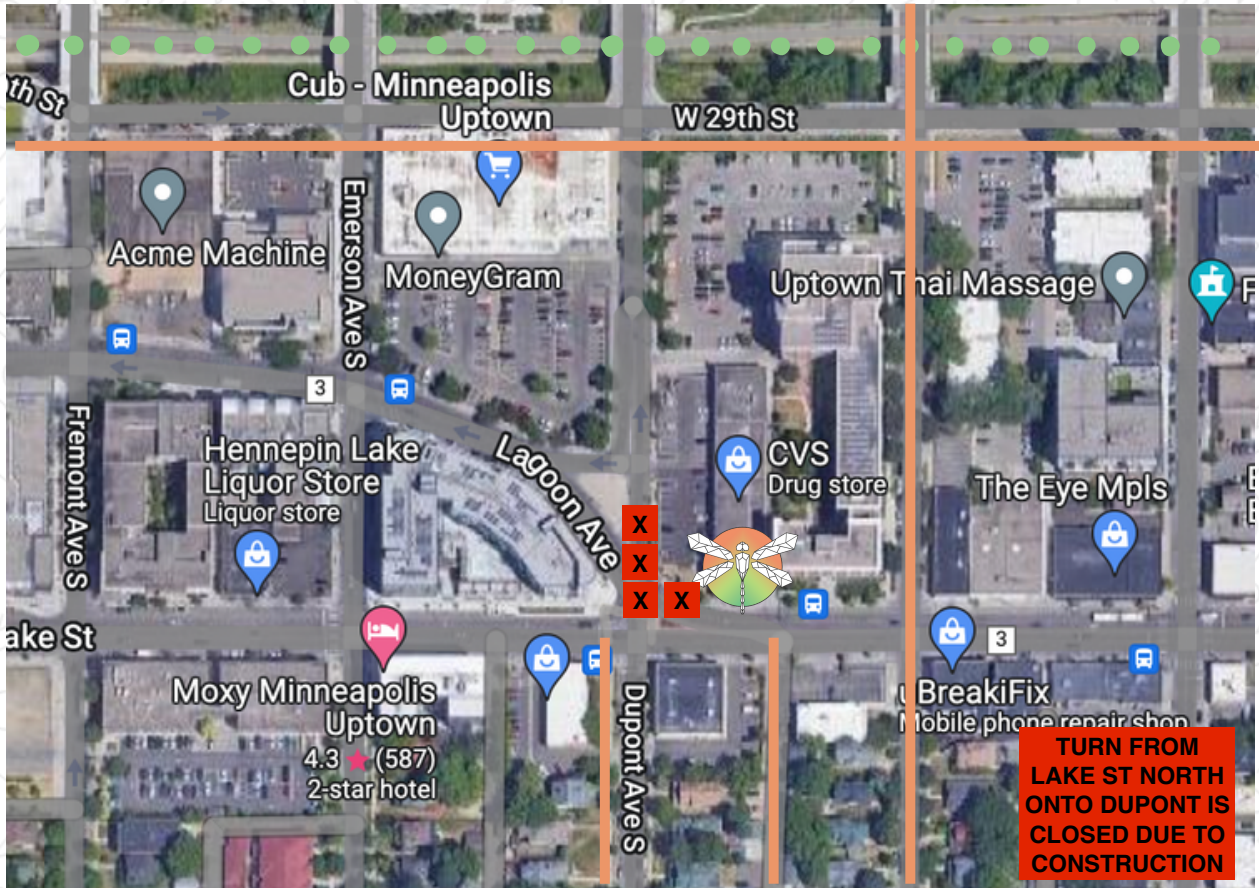 Cub - Minneapolis
Uptown
W 29th St
th St
Acme Machine
Emerson Ave S
MoneyGram
Uptown Thai Massage
F
3
Fremont Ave S
Hennepin Lake
Liquor Store
Liquor store
Lagoon Ave
CVS
Drug store
The Eye Mpls
X
X
X X
ake St
3
Moxy Minneapolis
Uptown
4.3 ★ (587)
2-star hotel
Dupont Ave S
uBreakiFix
Mobile phone repair shop
TURN FROM
LAKE ST NORTH
ONTO DUPONT IS
CLOSED DUE TO
CONSTRUCTION